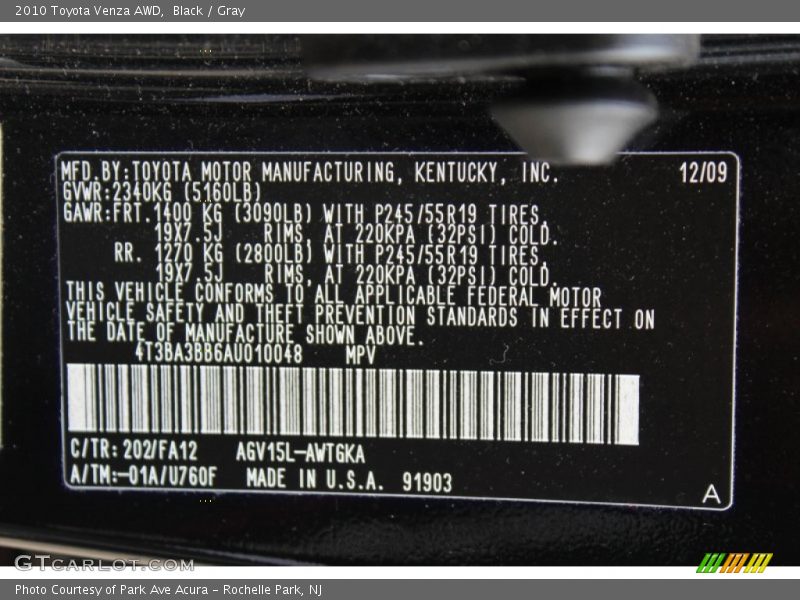 2010 Toyota Venza AWD,  Black / Gray
MFD.BY:TOYOTA MOTOR MANUFACTURING, KENTUCKY, INC. 12/09
GVWR:2340KG (5160LB)
GAWR:FRT.1400 KG (3090LB) WITH P245/55R19 TIRES,
19X7.5J RIMS, AT 220KPA (32PSI) COLD.
RR. 1270 KG (2800LB) WITH P245/55R19 TIRES,
19X7.5J RIMS, AT 220KPA (32PSI) COLD.
THIS VEHICLE CONFORMS TO ALL APPLICABLE FEDERAL MOTOR
VEHICLE SAFETY AND THEFT PREVENTION STANDARDS IN EFFECT ON
THE DATE OF MANUFACTURE SHOWN ABOVE.
4T3BA3BB6AU010048 MPV
C/TR: 202/FA12 AGV15L-AWTGKA
A/TM:-01A/U760F MADE IN U.S.A. 91903
A
GTCARLOT.COM
Photo Courtesy of Park Ave Acura - Rochelle Park, NJ